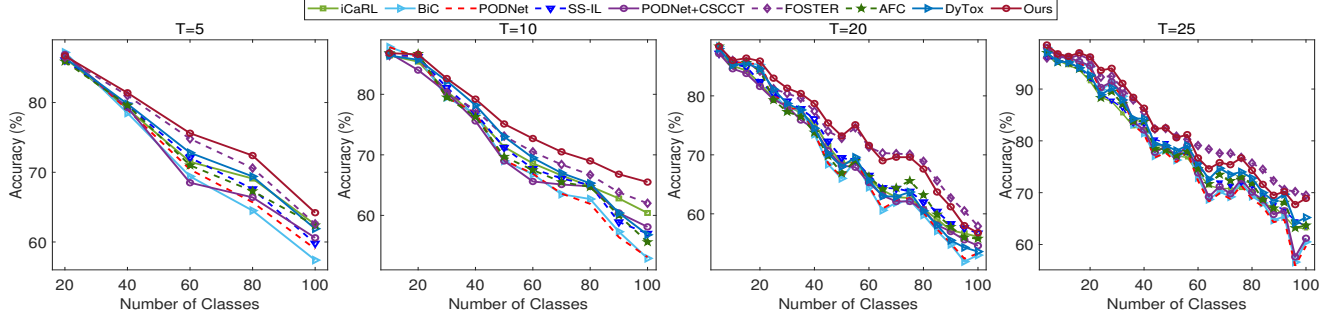 iCaRL BiC PODNet SS-IL PODNet+CSCCT FOSTER AFC DyTox Ours
T=5 T=10 T=20 T=25
Accuracy (%) Accuracy (%) Accuracy (%) Accuracy (%)
80 70 60
80 70 60
80 70 60
90 80 70 60
20 40 60 80 100 20 40 60 80 100 20 40 60 80 100 20 40 60 80 100
Number of Classes Number of Classes Number of Classes Number of Classes